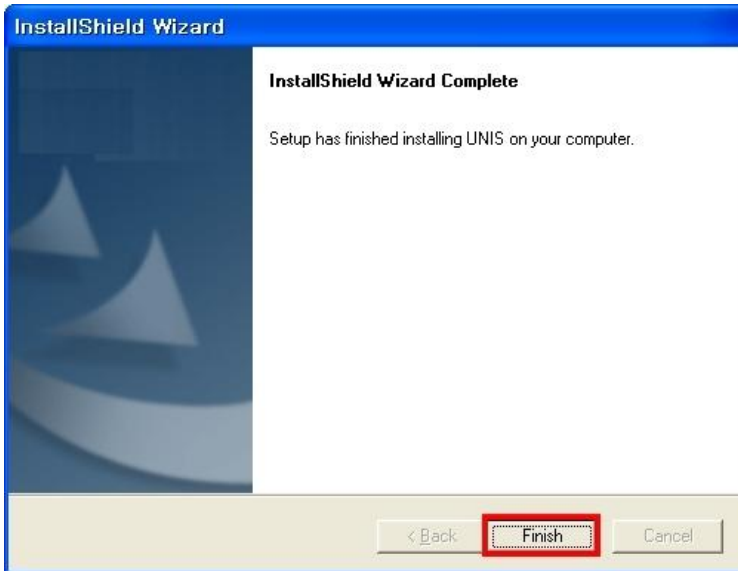 InstallShield Wizard
InstallShield Wizard Complete
Setup has finished installing UNIS on your computer.
< Back
Finish
Cancel